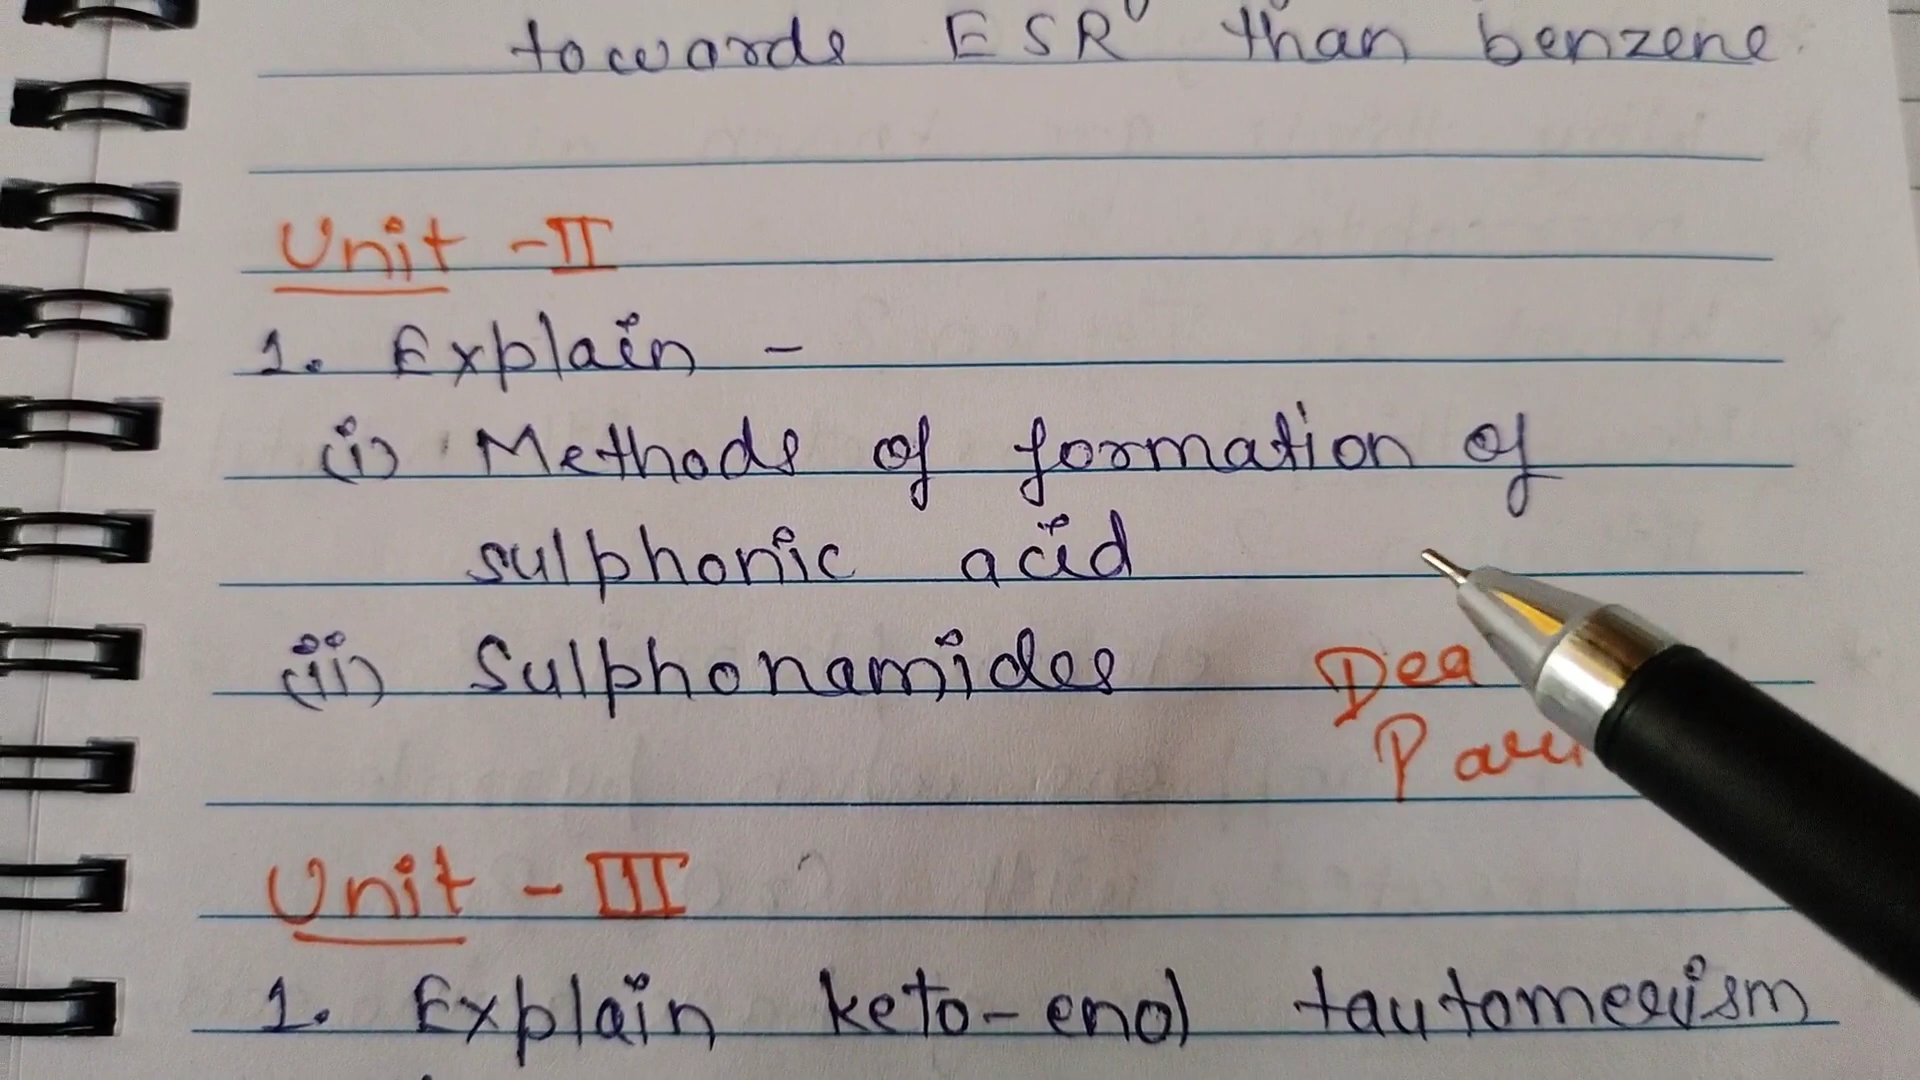 towards ESR than benzene.
Unit - II
1. Explain -
(i) Methods of formation of
sulphonic acid
(ii) Sulphonamides
Unit - III
1. Explain keto-enol tautomerism